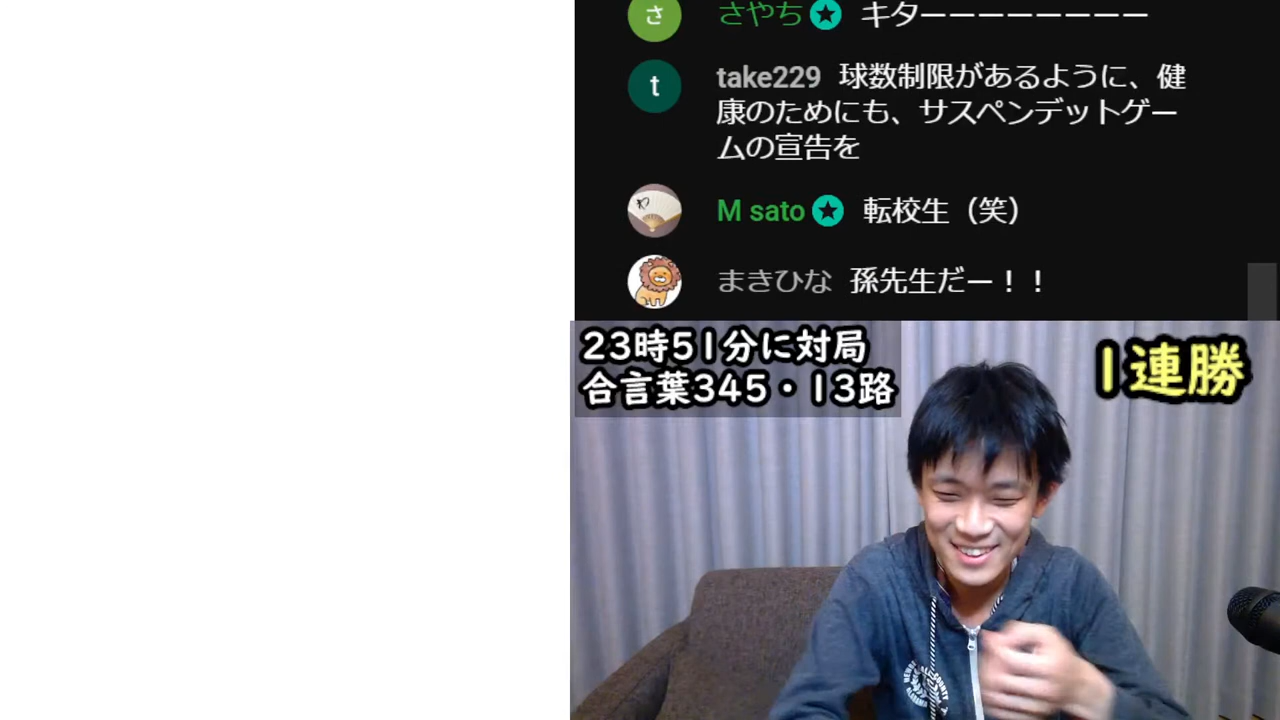 さ さやち キターーーーーーーー
t take229 球数制限があるように、健
康のためにも、サスペンデットゲー
ムの宣告を
M sato 転校生（笑）
まきひな 孫先生だー！！
23時51分に対局
合言葉345・13路
1連勝